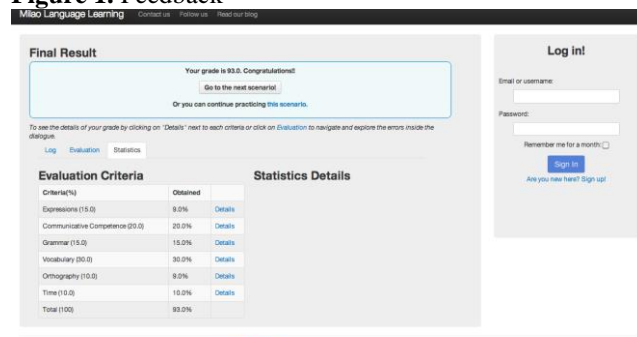 Figure 1. Feedback
Milao Language Learning Contact us Follow us Read our blog
Final Result
Your grade is 93.0. Congratulations!!
Go to the next scenario!
Or you can continue practicing this scenario.
To see the details of your grade by clicking on "Details" next to each criteria or click on Evaluation to navigate and explore the errors inside the
dialogue.
Log Evaluation Statistics
Evaluation Criteria
Criteria(%) Obtained
Expressions (15.0) 9.0% Details
Communicative Competence (20.0) 20.0% Details
Grammar (15.0) 15.0% Details
Vocabulary (30.0) 30.0% Details
Orthography (10.0) 9.0% Details
Time (10.0) 10.0% Details
Total (100) 93.0%
Statistics Details
Log in!
Email or username:
Password:
Remember me for a month:
Sign In
Are you new here? Sign up!